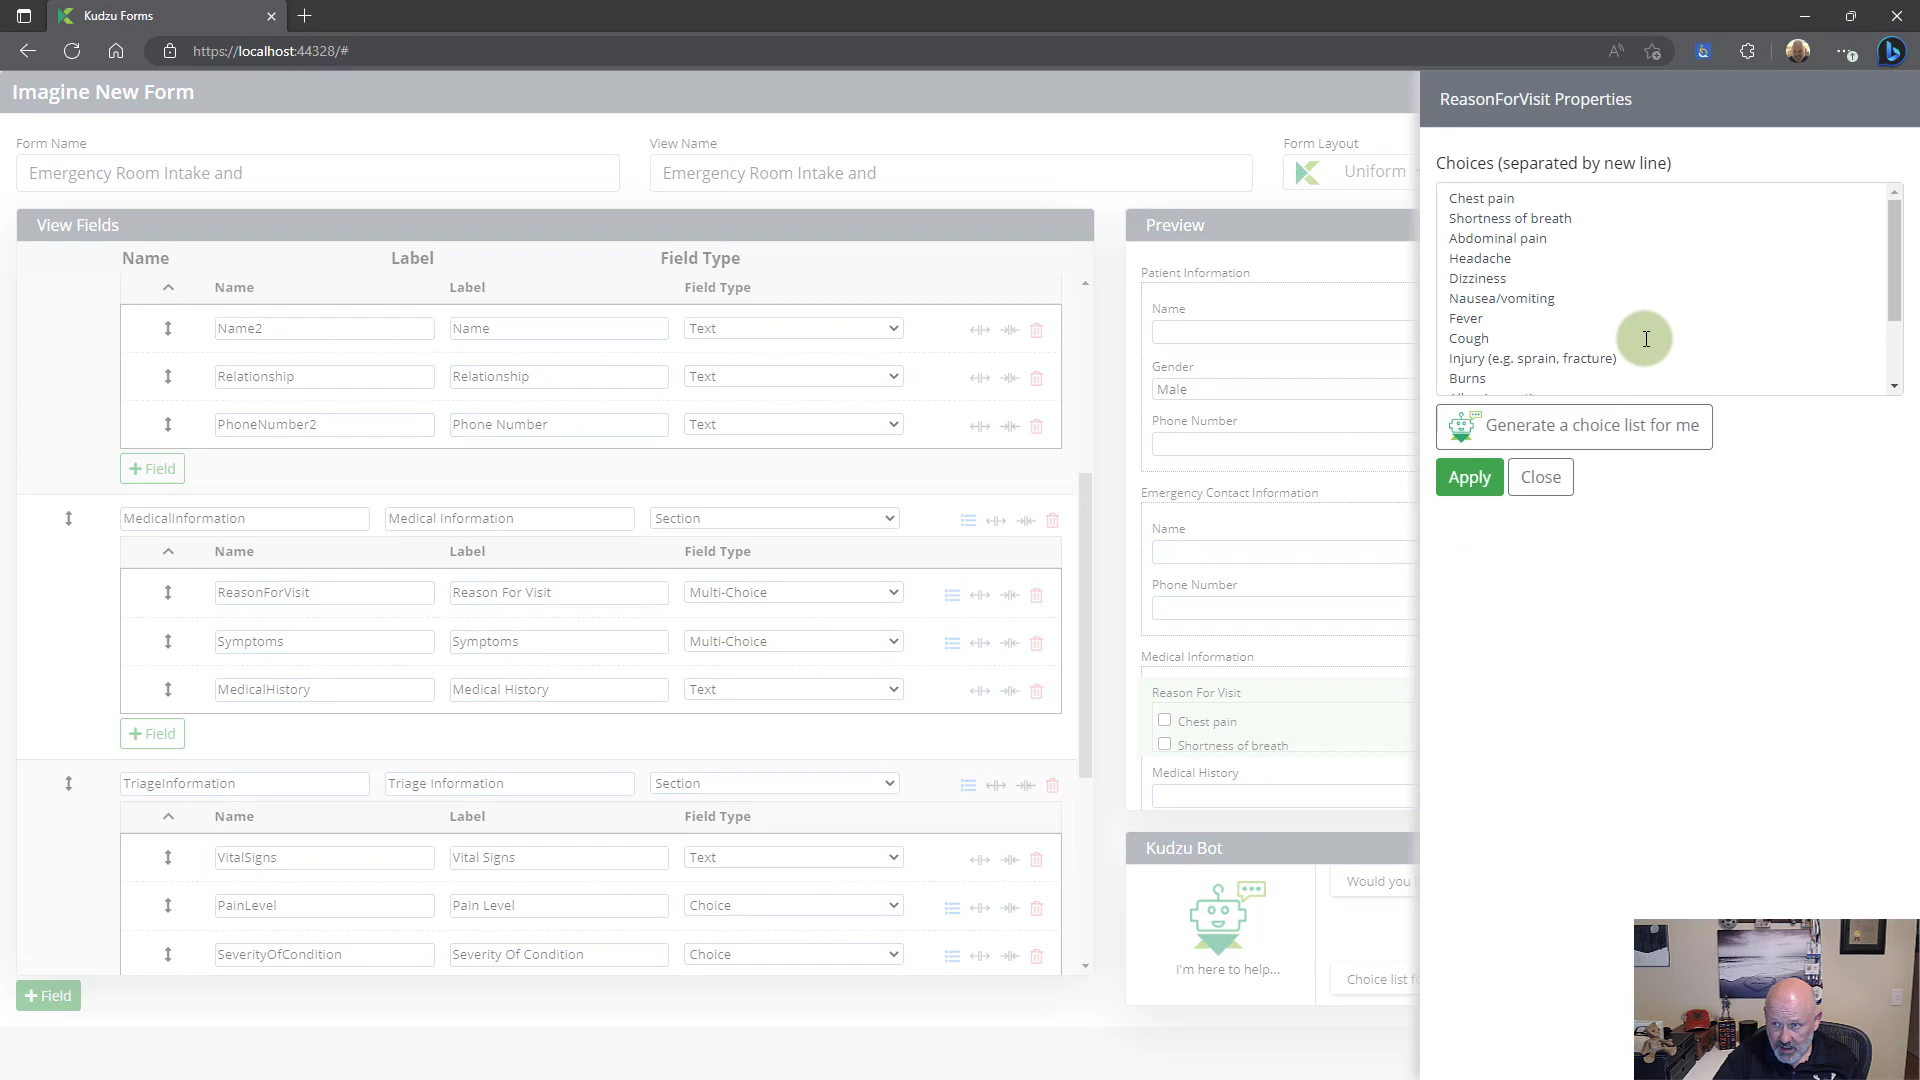 Kudzu Forms
https://localhost:44328/#
Imagine New Form
Form Name
Emergency Room Intake and
View Name
Emergency Room Intake and
Form Layout
Uniform
View Fields
Name Label Field Type
Name Label Field Type
Name2 Name Text
Relationship Relationship Text
PhoneNumber2 Phone Number Text
+ Field
MedicalInformation Medical Information Section
Name Label Field Type
ReasonForVisit Reason For Visit Multi-Choice
Symptoms Symptoms Multi-Choice
MedicalHistory Medical History Text
+ Field
TriageInformation Triage Information Section
Name Label Field Type
VitalSigns Vital Signs Text
PainLevel Pain Level Choice
SeverityOfCondition Severity Of Condition Choice
+ Field
Preview
Patient Information
Name
Gender
Male
Phone Number
Emergency Contact Information
Name
Phone Number
Medical Information
Reason For Visit
Chest pain
Shortness of breath
Medical History
Kudzu Bot
I'm here to help...
Would you
Choice list
ReasonForVisit Properties
Choices (separated by new line)
Chest pain
Shortness of breath
Abdominal pain
Headache
Dizziness
Nausea/vomiting
Fever
Cough
Injury (e.g. sprain, fracture)
Burns
Generate a choice list for me
Apply Close